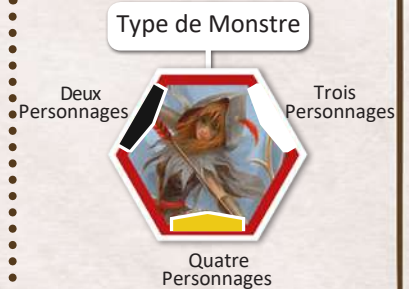 Type de Monstre
Deux
Personnages
Trois
Personnages
Quatre
Personnages